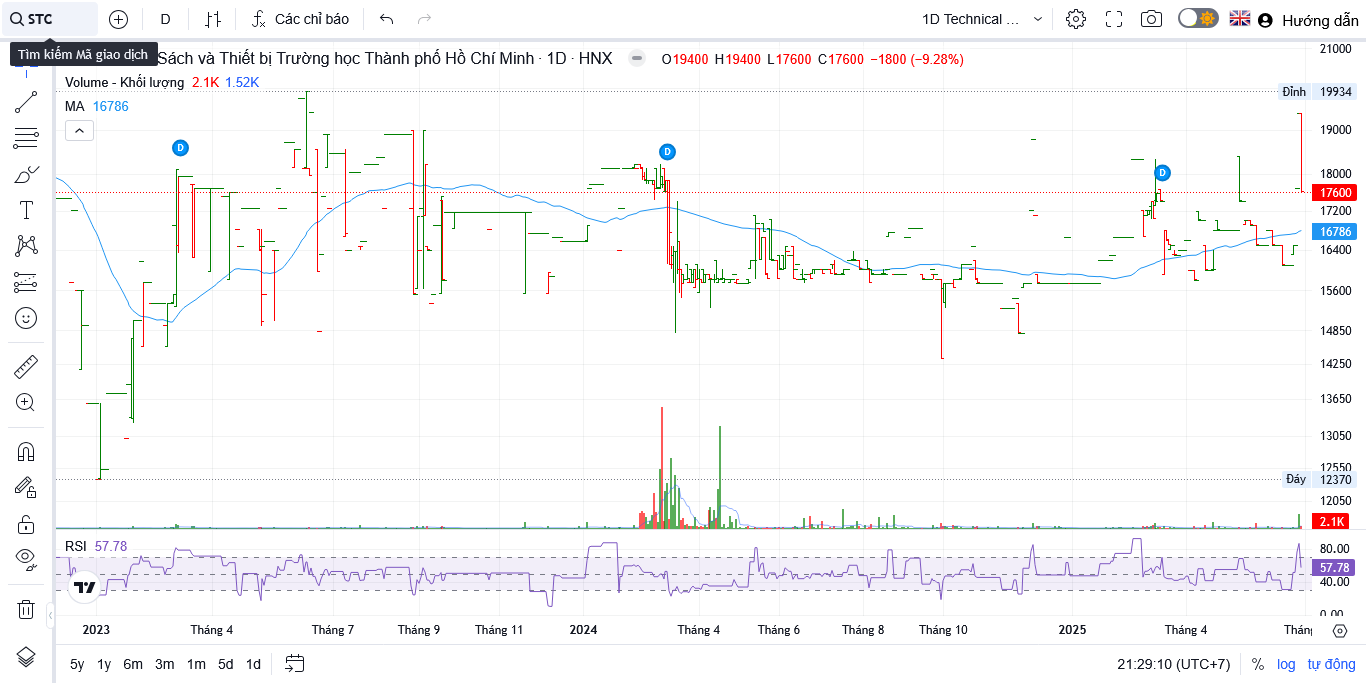 STC
D
Các chỉ báo
1D Technical ...
Hướng dẫn
Tìm kiếm Mã giao dịch
Sách và Thiết bị Trường học Thành phố Hồ Chí Minh · 1D · HNX
O19400 H19400 L17600 C17600 −1800 (−9.28%)
Volume - Khối lượng 2.1K 1.52K
MA 16786
D
D
D
21000
Đỉnh 19934
19000
18000
17600
17200
16786
16400
15600
14850
14250
13650
13050
12550
Đáy 12370
12050
2.1K
RSI 57.78
80.00
57.78
40.00
0.00
2023 Tháng 4 Tháng 7 Tháng 9 Tháng 11 2024 Tháng 4 Tháng 6 Tháng 8 Tháng 10 2025 Tháng 4 Thán
5y 1y 6m 3m 1m 5d 1d
21:29:10 (UTC+7) % log tự động